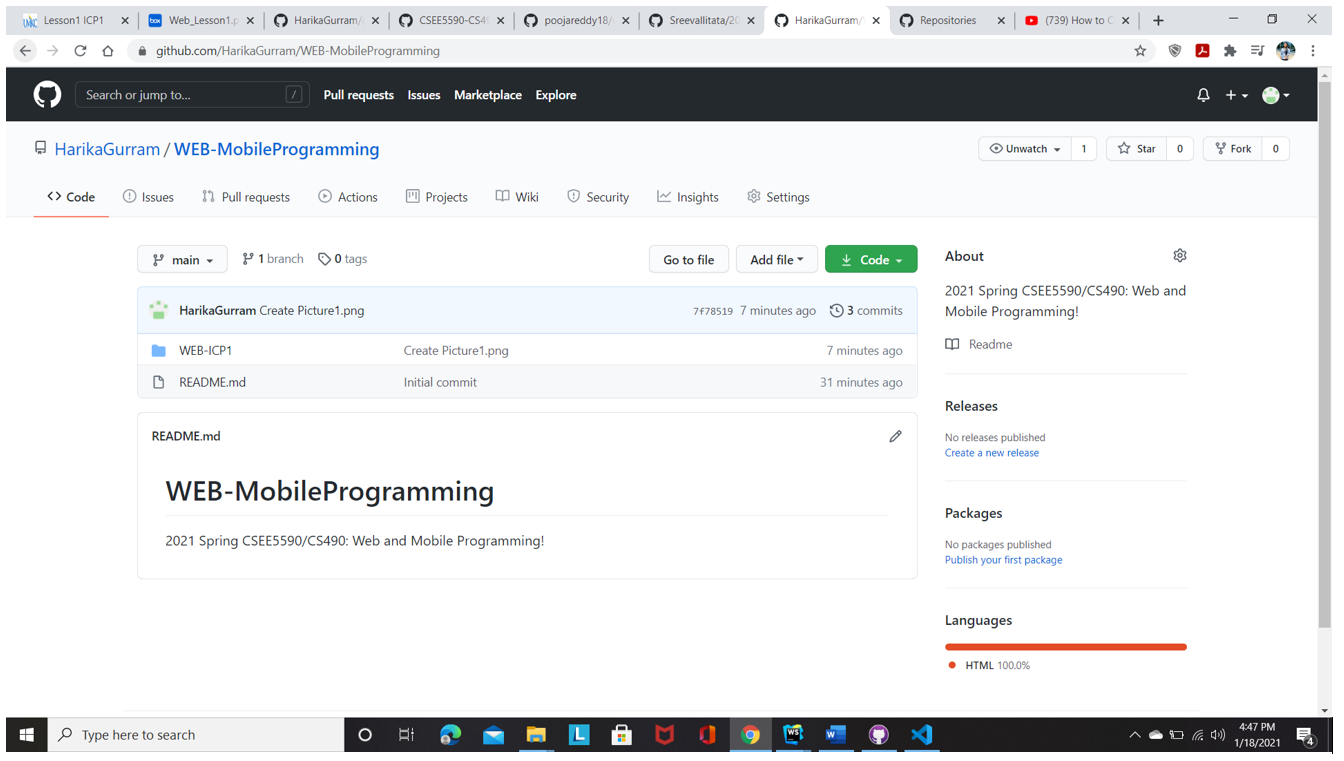 Lesson1 ICP1 Web_Lesson1.p HarikaGurram/ CSEE5590-CS49 poojareddy18/ Sreevallitata/20 HarikaGurram/ Repositories (739) How to C
github.com/HarikaGurram/WEB-MobileProgramming
Search or jump to... / Pull requests Issues Marketplace Explore
HarikaGurram / WEB-MobileProgramming Unwatch 1 Star 0 Fork 0
Code Issues Pull requests Actions Projects Wiki Security Insights Settings
main 1 branch 0 tags Go to file Add file Code
HarikaGurram Create Picture1.png 7f78519 7 minutes ago 3 commits
WEB-ICP1 Create Picture1.png 7 minutes ago
README.md Initial commit 31 minutes ago
README.md
WEB-MobileProgramming
2021 Spring CSEE5590/CS490: Web and Mobile Programming!
About
2021 Spring CSEE5590/CS490: Web and
Mobile Programming!
Readme
Releases
No releases published
Create a new release
Packages
No packages published
Publish your first package
Languages
HTML 100.0%
Type here to search
4:47 PM
1/18/2021
4